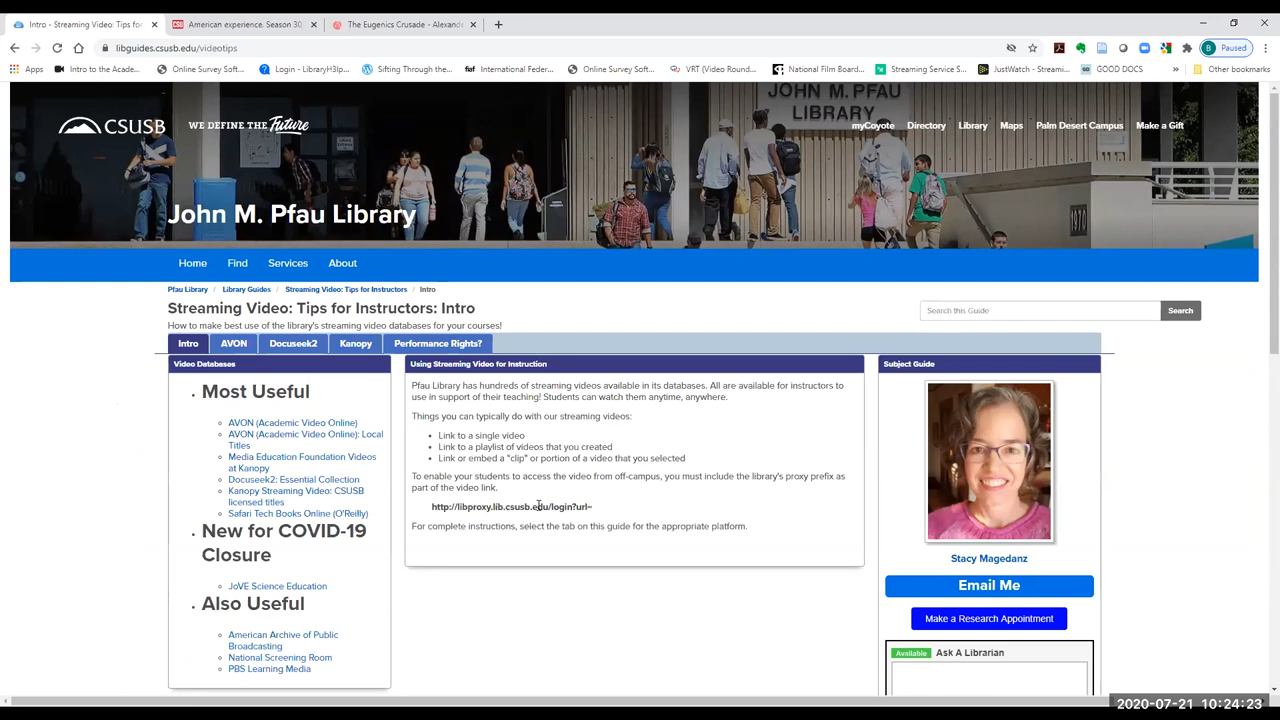 Intro - Streaming Video: Tips for
American experience, Season 30
The Eugenics Crusade - Alexande
libguides.csusb.edu/videotips
Paused
Apps
Intro to the Acade...
Online Survey Soft...
Login - LibraryH3lp...
Sifting Through the...
International Feder...
Online Survey Soft...
VRT (Video Round...
National Film Board...
Streaming Service S...
JustWatch - Streami...
GOOD DOCS
Other bookmarks
CSUSB
WE DEFINE THE Future
JOHN M. PFAU
LIBRARY
myCoyote
Directory
Library
Maps
Palm Desert Campus
Make a Gift
1970
John M. Pfau Library
Home
Find
Services
About
Pfau Library / Library Guides / Streaming Video: Tips for Instructors / Intro
Streaming Video: Tips for Instructors: Intro
How to make best use of the library's streaming video databases for your courses!
Search this Guide
Search
Intro
AVON
Docuseek2
Kanopy
Performance Rights?
Video Databases
Most Useful
AVON (Academic Video Online)
AVON (Academic Video Online): Local
Titles
Media Education Foundation Videos
at Kanopy
Docuseek2: Essential Collection
Kanopy Streaming Video: CSUSB
licensed titles
Safari Tech Books Online (O'Reilly)
New for COVID-19
Closure
JoVE Science Education
Also Useful
American Archive of Public
Broadcasting
National Screening Room
PBS Learning Media
Using Streaming Video for Instruction
Pfau Library has hundreds of streaming videos available in its databases. All are available for instructors to
use in support of their teaching! Students can watch them anytime, anywhere.
Things you can typically do with our streaming videos:
Link to a single video
Link to a playlist of videos that you created
Link or embed a "clip" or portion of a video that you selected
To enable your students to access the video from off-campus, you must include the library's proxy prefix as
part of the video link.
http://libproxy.lib.csusb.edu/login?url=
For complete instructions, select the tab on this guide for the appropriate platform.
Subject Guide
Stacy Magedanz
Email Me
Make a Research Appointment
Available
Ask A Librarian
2020-07-21 10:24:23